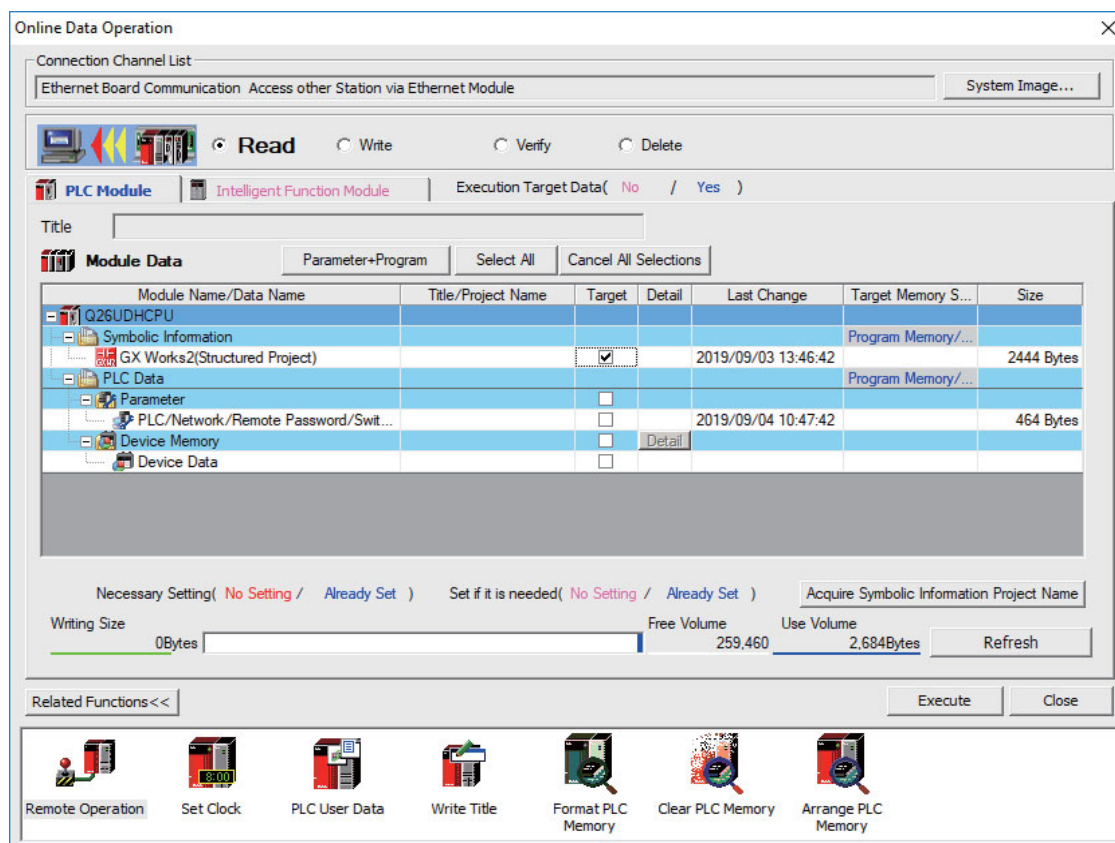 Online Data Operation
Connection Channel List
Ethernet Board Communication  Access other Station via Ethernet Module
System Image...
Read Write Verify Delete
PLC Module Intelligent Function Module Execution Target Data( No / Yes )
Title
Module Data Parameter+Program Select All Cancel All Selections
Module Name/Data Name Title/Project Name Target Detail Last Change Target Memory S... Size
Q26UDHCPU
Symbolic Information Program Memory/...
GX Works2(Structured Project) 2019/09/03 13:46:42 2444 Bytes
PLC Data Program Memory/...
Parameter
PLC/Network/Remote Password/Swit... 2019/09/04 10:47:42 464 Bytes
Device Memory Detail
Device Data
Necessary Setting( No Setting / Already Set ) Set if it is needed( No Setting / Already Set ) Acquire Symbolic Information Project Name
Writing Size Free Volume Use Volume
0Bytes 259,460 2,684Bytes Refresh
Related Functions<< Execute Close
8:00
Remote Operation Set Clock PLC User Data Write Title Format PLC Memory Clear PLC Memory Arrange PLC Memory